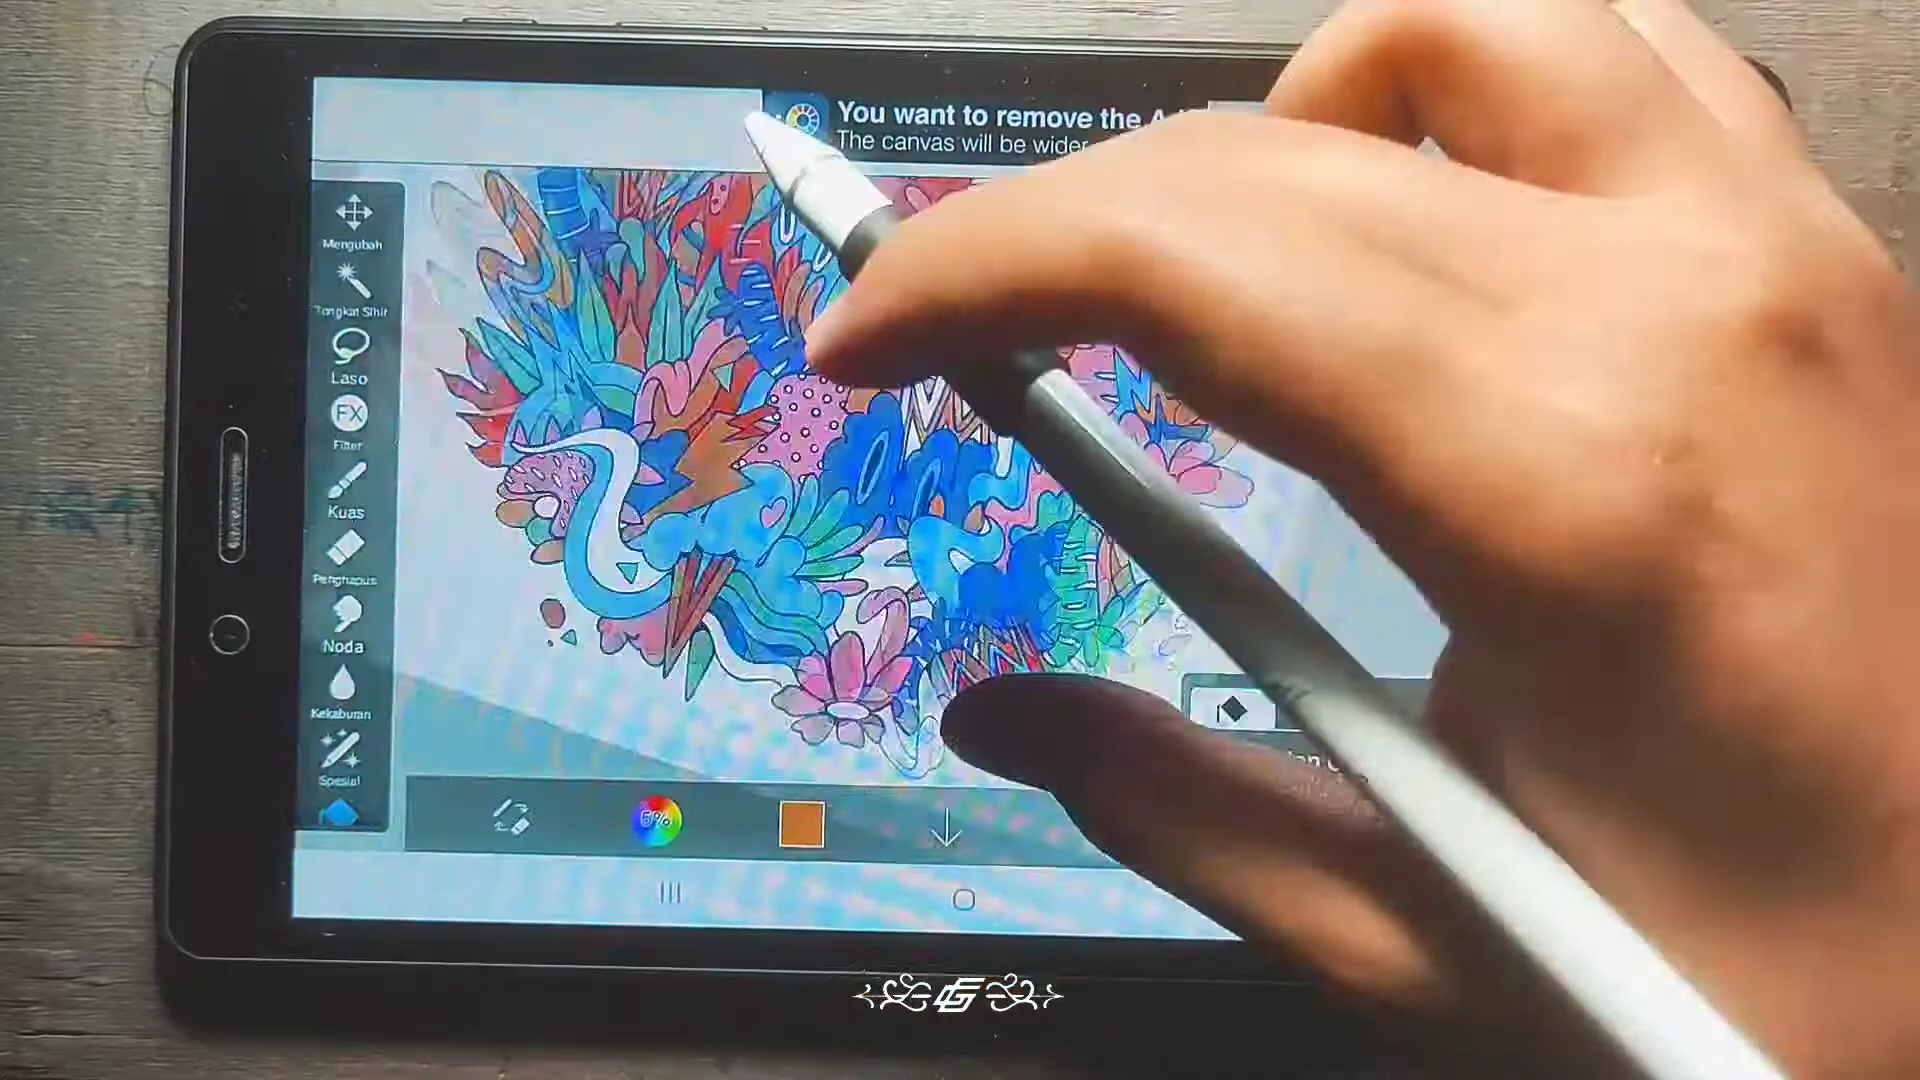 You want to remove the
The canvas will be wider
Mengubah
Tongkat Sihir
Laso
FX
Filter
Kuas
Penghapus
Noda
Kekaburan
Spesial
6%